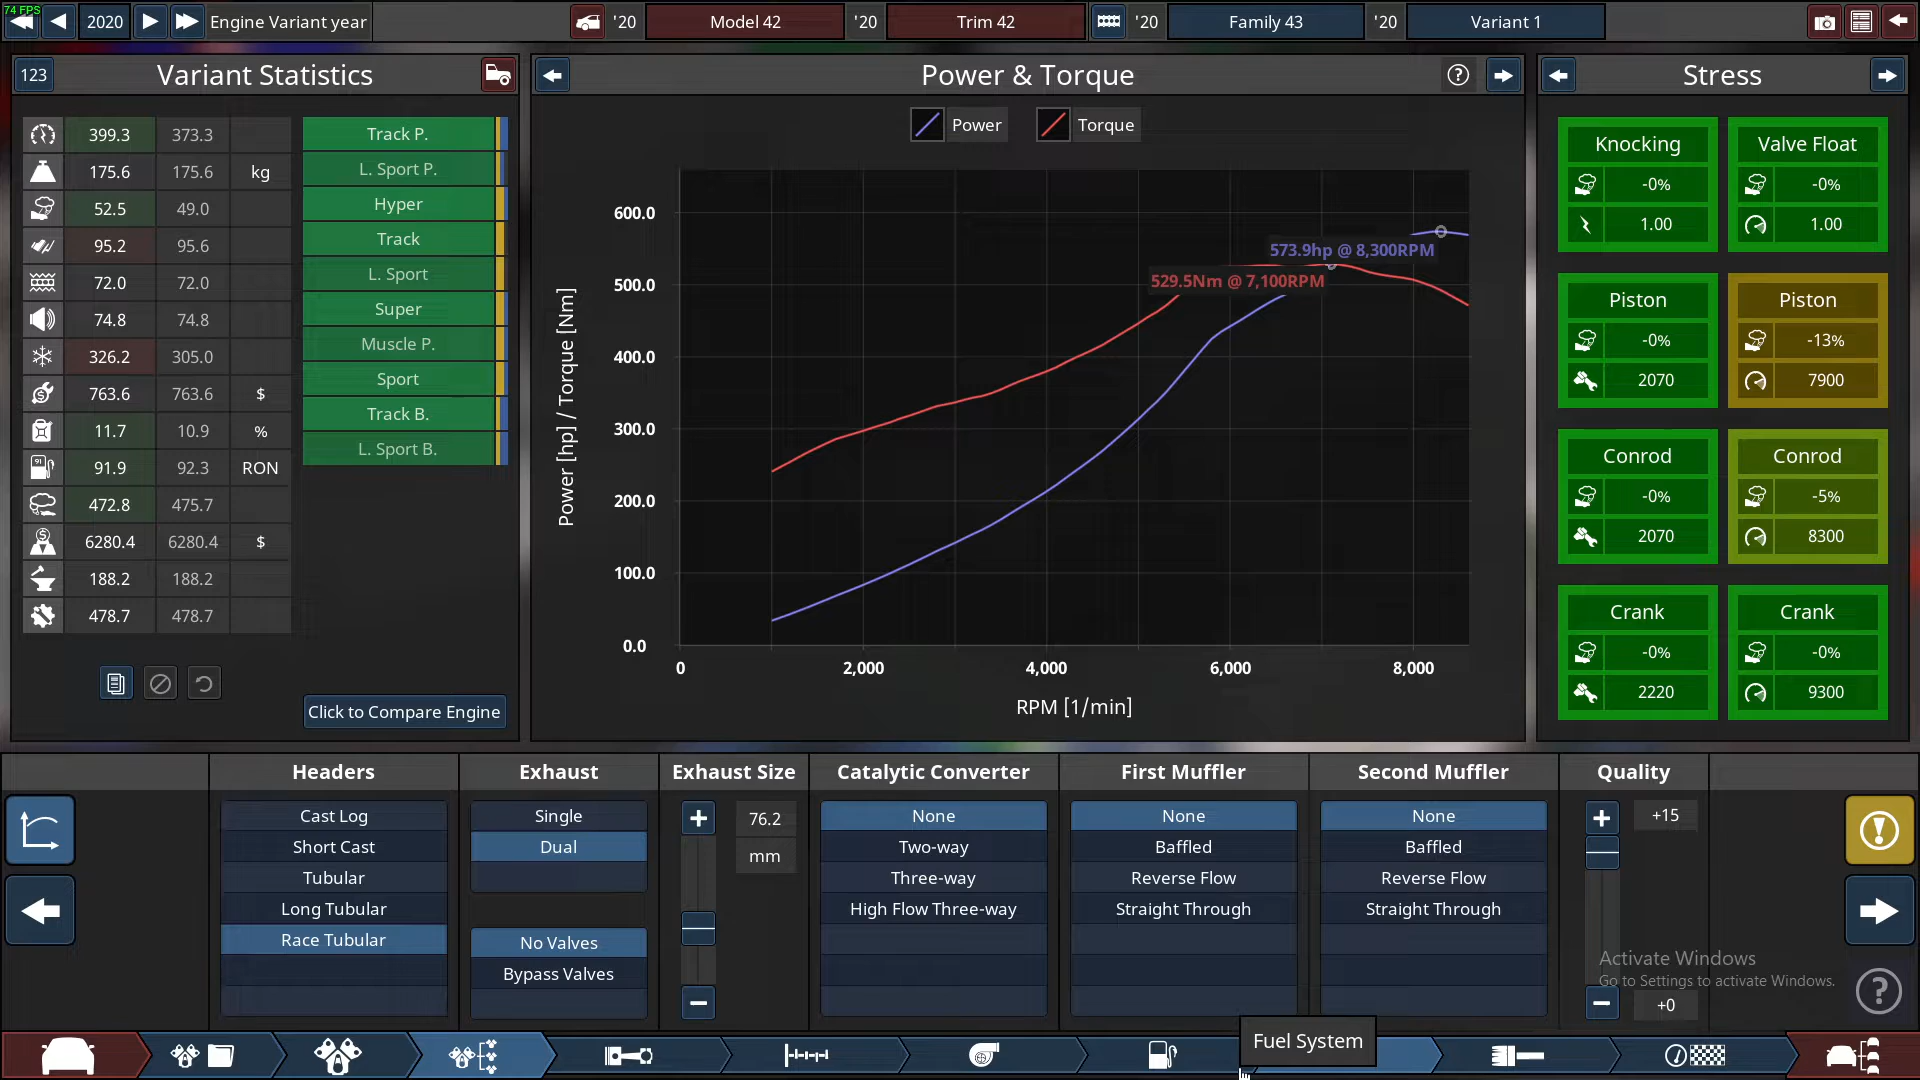 74 FPS
2020
Engine Variant year
'20
Model 42
'20
Trim 42
'20
Family 43
'20
Variant 1
123
Variant Statistics
399.3 373.3
175.6 175.6 kg
52.5 49.0
95.2 95.6
72.0 72.0
74.8 74.8
326.2 305.0
763.6 763.6 $
11.7 10.9 %
91.9 92.3 RON
472.8 475.7
6280.4 6280.4 $
188.2 188.2
478.7 478.7
Track P.
L. Sport P.
Hyper
Track
L. Sport
Super
Muscle P.
Sport
Track B.
L. Sport B.
Click to Compare Engine
Power & Torque
?
Power
Torque
600.0
500.0
400.0
300.0
200.0
100.0
0.0
Power [hp] / Torque [Nm]
573.9hp @ 8,300RPM
529.5Nm @ 7,100RPM
0
2,000
4,000
6,000
8,000
RPM [1/min]
Stress
Knocking
-0%
1.00
Valve Float
-0%
1.00
Piston
-0%
2070
Piston
-13%
7900
Conrod
-0%
2070
Conrod
-5%
8300
Crank
-0%
2220
Crank
-0%
9300
Headers
Cast Log
Short Cast
Tubular
Long Tubular
Race Tubular
Exhaust
Single
Dual
No Valves
Bypass Valves
Exhaust Size
76.2
mm
Catalytic Converter
None
Two-way
Three-way
High Flow Three-way
First Muffler
None
Baffled
Reverse Flow
Straight Through
Second Muffler
None
Baffled
Reverse Flow
Straight Through
Quality
+15
+0
Activate Windows
Go to Settings to activate Windows.
?
Fuel System